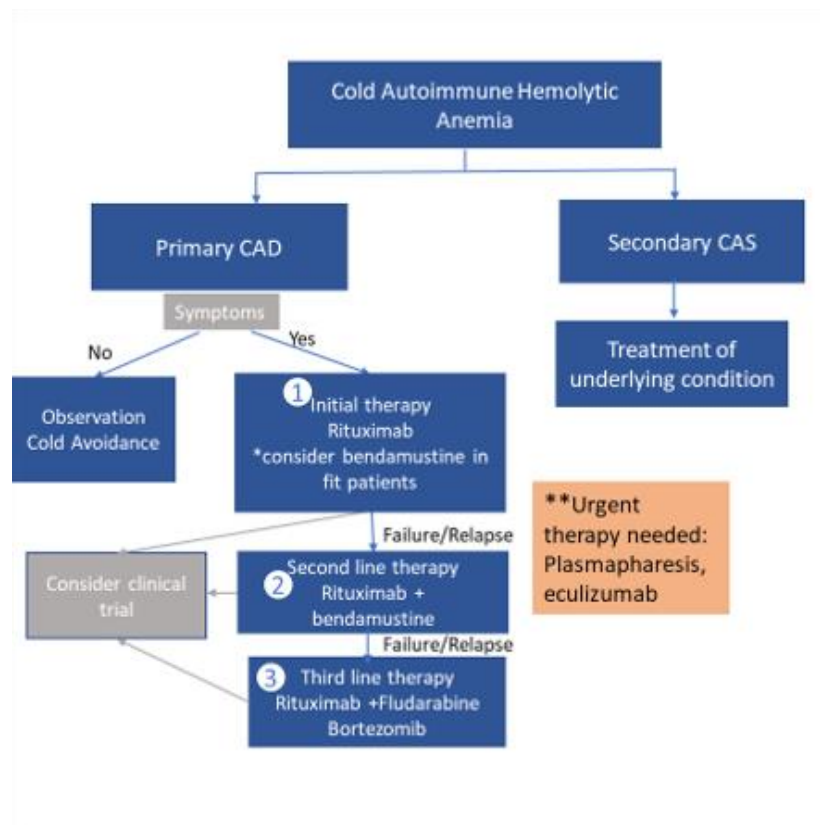 Cold Autoimmune Hemolytic
Anemia
Primary CAD
Secondary CAS
Symptoms
No
Yes
Treatment of
underlying condition
Observation
Cold Avoidance
1
Initial therapy
Rituximab
*consider bendamustine in
fit patients
**Urgent
therapy needed:
Plasmapharesis,
eculizumab
Failure/Relapse
Consider clinical
trial
2
Second line therapy
Rituximab +
bendamustine
Failure/Relapse
3
Third line therapy
Rituximab +Fludarabine
Bortezomib